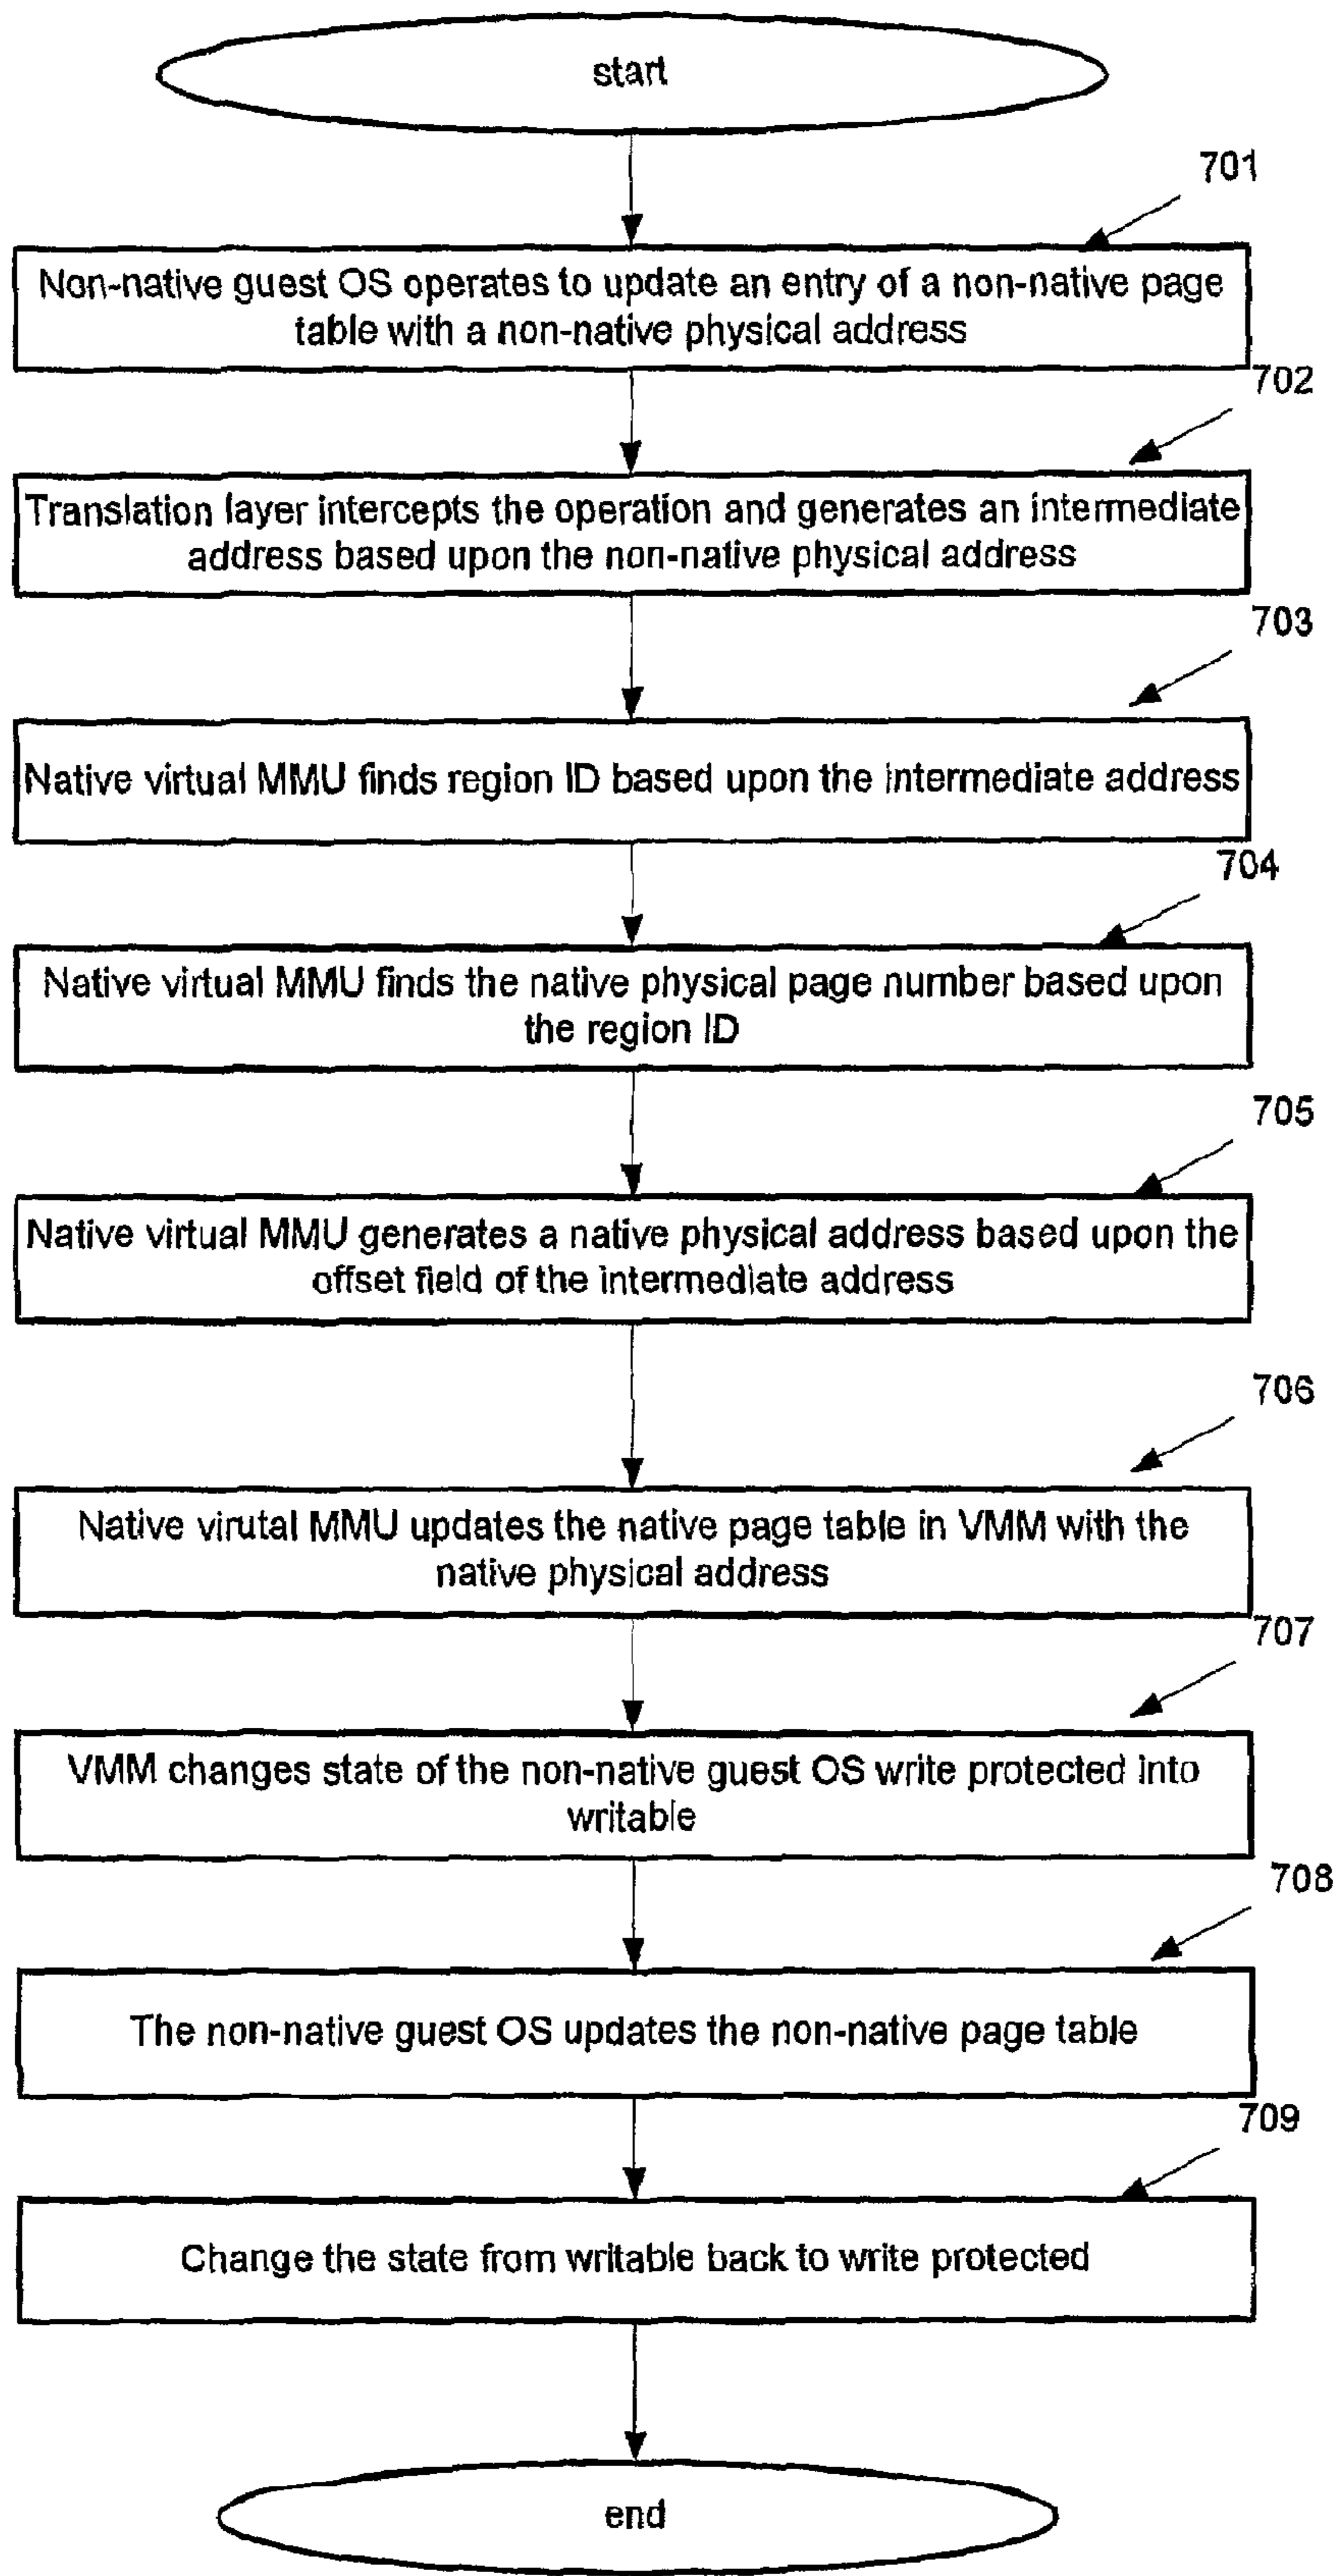 start
701
Non-native guest OS operates to update an entry of a non-native page
table with a non-native physical address
702
Translation layer intercepts the operation and generates an intermediate
address based upon the non-native physical address
703
Native virtual MMU finds region ID based upon the intermediate address
704
Native virtual MMU finds the native physical page number based upon
the region ID
705
Native virtual MMU generates a native physical address based upon the
offset field of the intermediate address
706
Native virutal MMU updates the native page table in VMM with the
native physical address
707
VMM changes state of the non-native guest OS write protected into
writable
708
The non-native guest OS updates the non-native page table
709
Change the state from writable back to write protected
end